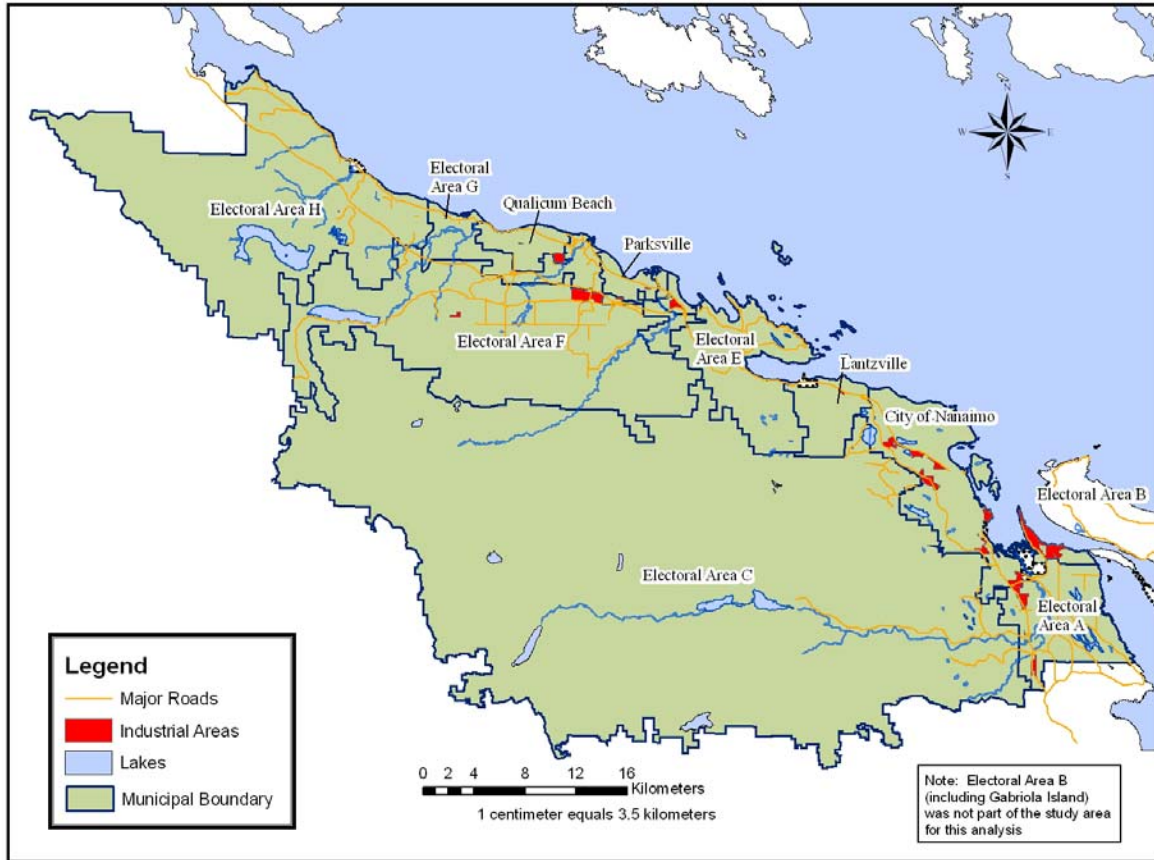 N
W
E
S
Electoral
Area G
Qualicum Beach
Electoral Area H
Parksville
Electoral Area F
Electoral
Area E
Lantzville
City of Nanaimo
Electoral Area B
Electoral Area C
Electoral
Area A
Legend
Major Roads
Industrial Areas
Lakes
Municipal Boundary
0 2 4 8 12 16
Kilometers
1 centimeter equals 3.5 kilometers
Note: Electoral Area B
(including Gabriola Island)
was not part of the study area
for this analysis